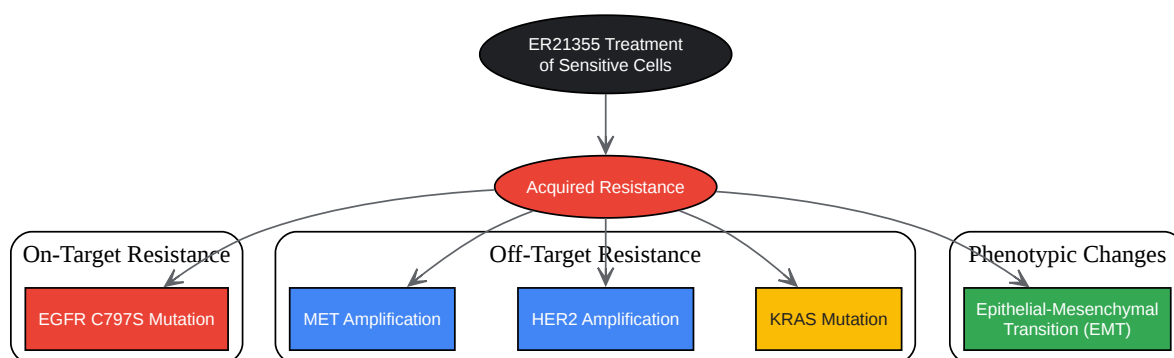 ER21355 Treatment
of Sensitive Cells
Acquired Resistance
On-Target Resistance
Off-Target Resistance
Phenotypic Changes
EGFR C797S Mutation
MET Amplification
HER2 Amplification
KRAS Mutation
Epithelial-Mesenchymal
Transition (EMT)